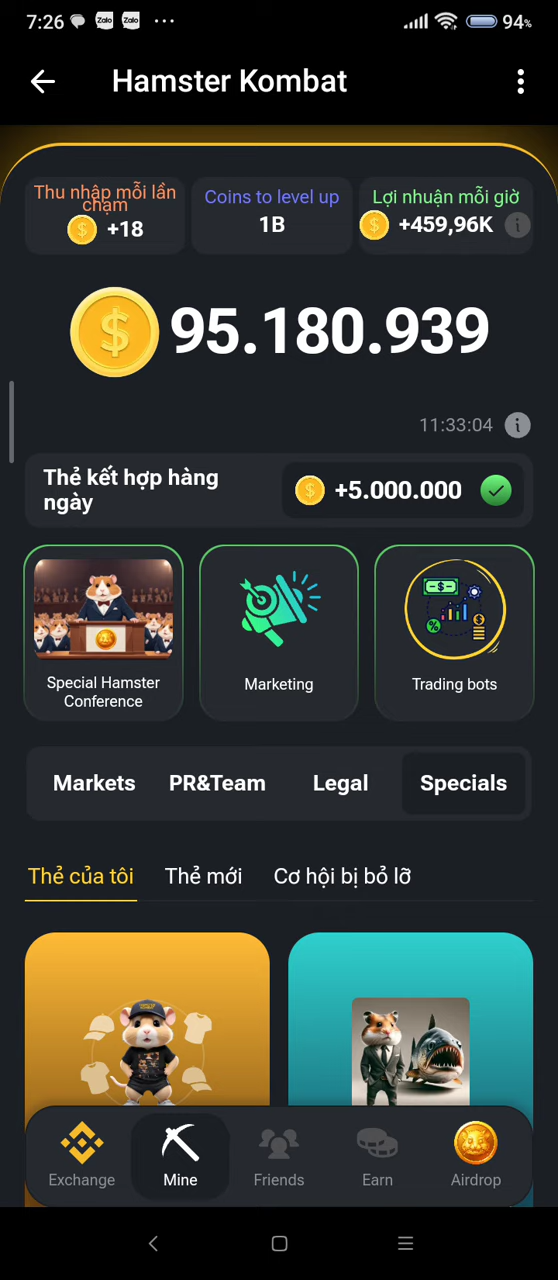 7:26 Zalo Zalo ... 94%
Hamster Kombat
Thu nhập mỗi lần
chạm
+18
Coins to level up
1B
Lợi nhuận mỗi giờ
+459,96K
95.180.939
11:33:04
Thẻ kết hợp hàng
ngày
+5.000.000
Special Hamster
Conference
Marketing
Trading bots
Markets PR&Team Legal Specials
Thẻ của tôi Thẻ mới Cơ hội bị bỏ lỡ
Exchange Mine Friends Earn Airdrop